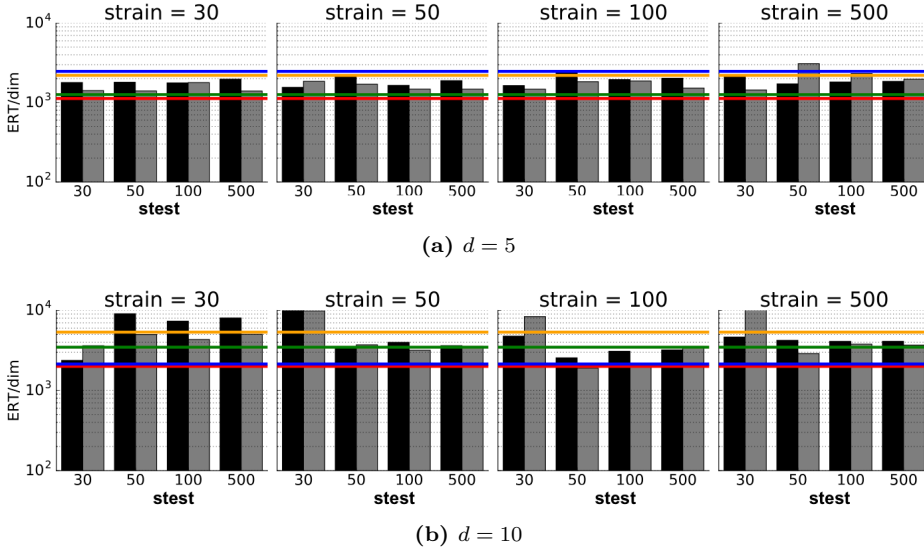 strain = 30 strain = 50 strain = 100 strain = 500
10^4
ERT/dim
10^3
10^2
30 50 100 500 30 50 100 500 30 50 100 500 30 50 100 500
stest stest stest stest
(a) d = 5
strain = 30 strain = 50 strain = 100 strain = 500
10^4
ERT/dim
10^3
10^2
30 50 100 500 30 50 100 500 30 50 100 500 30 50 100 500
stest stest stest stest
(b) d = 10